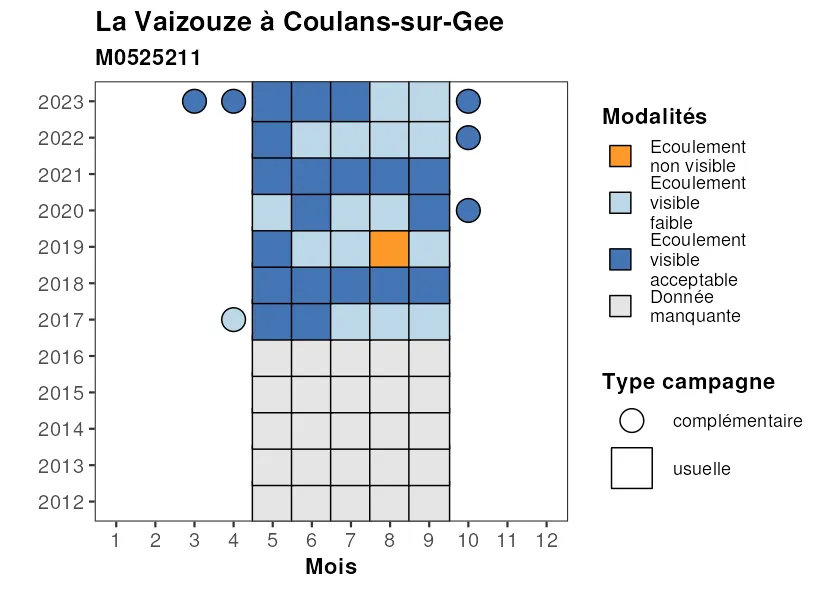 La Vaizouze à Coulans-sur-Gee
M0525211
2023
2022
2021
2020
2019
2018
2017
2016
2015
2014
2013
2012
1 2 3 4 5 6 7 8 9 10 11 12
Mois
Modalités
Ecoulement
non visible
Ecoulement
visible
faible
Ecoulement
visible
acceptable
Donnée
manquante
Type campagne
complémentaire
usuelle